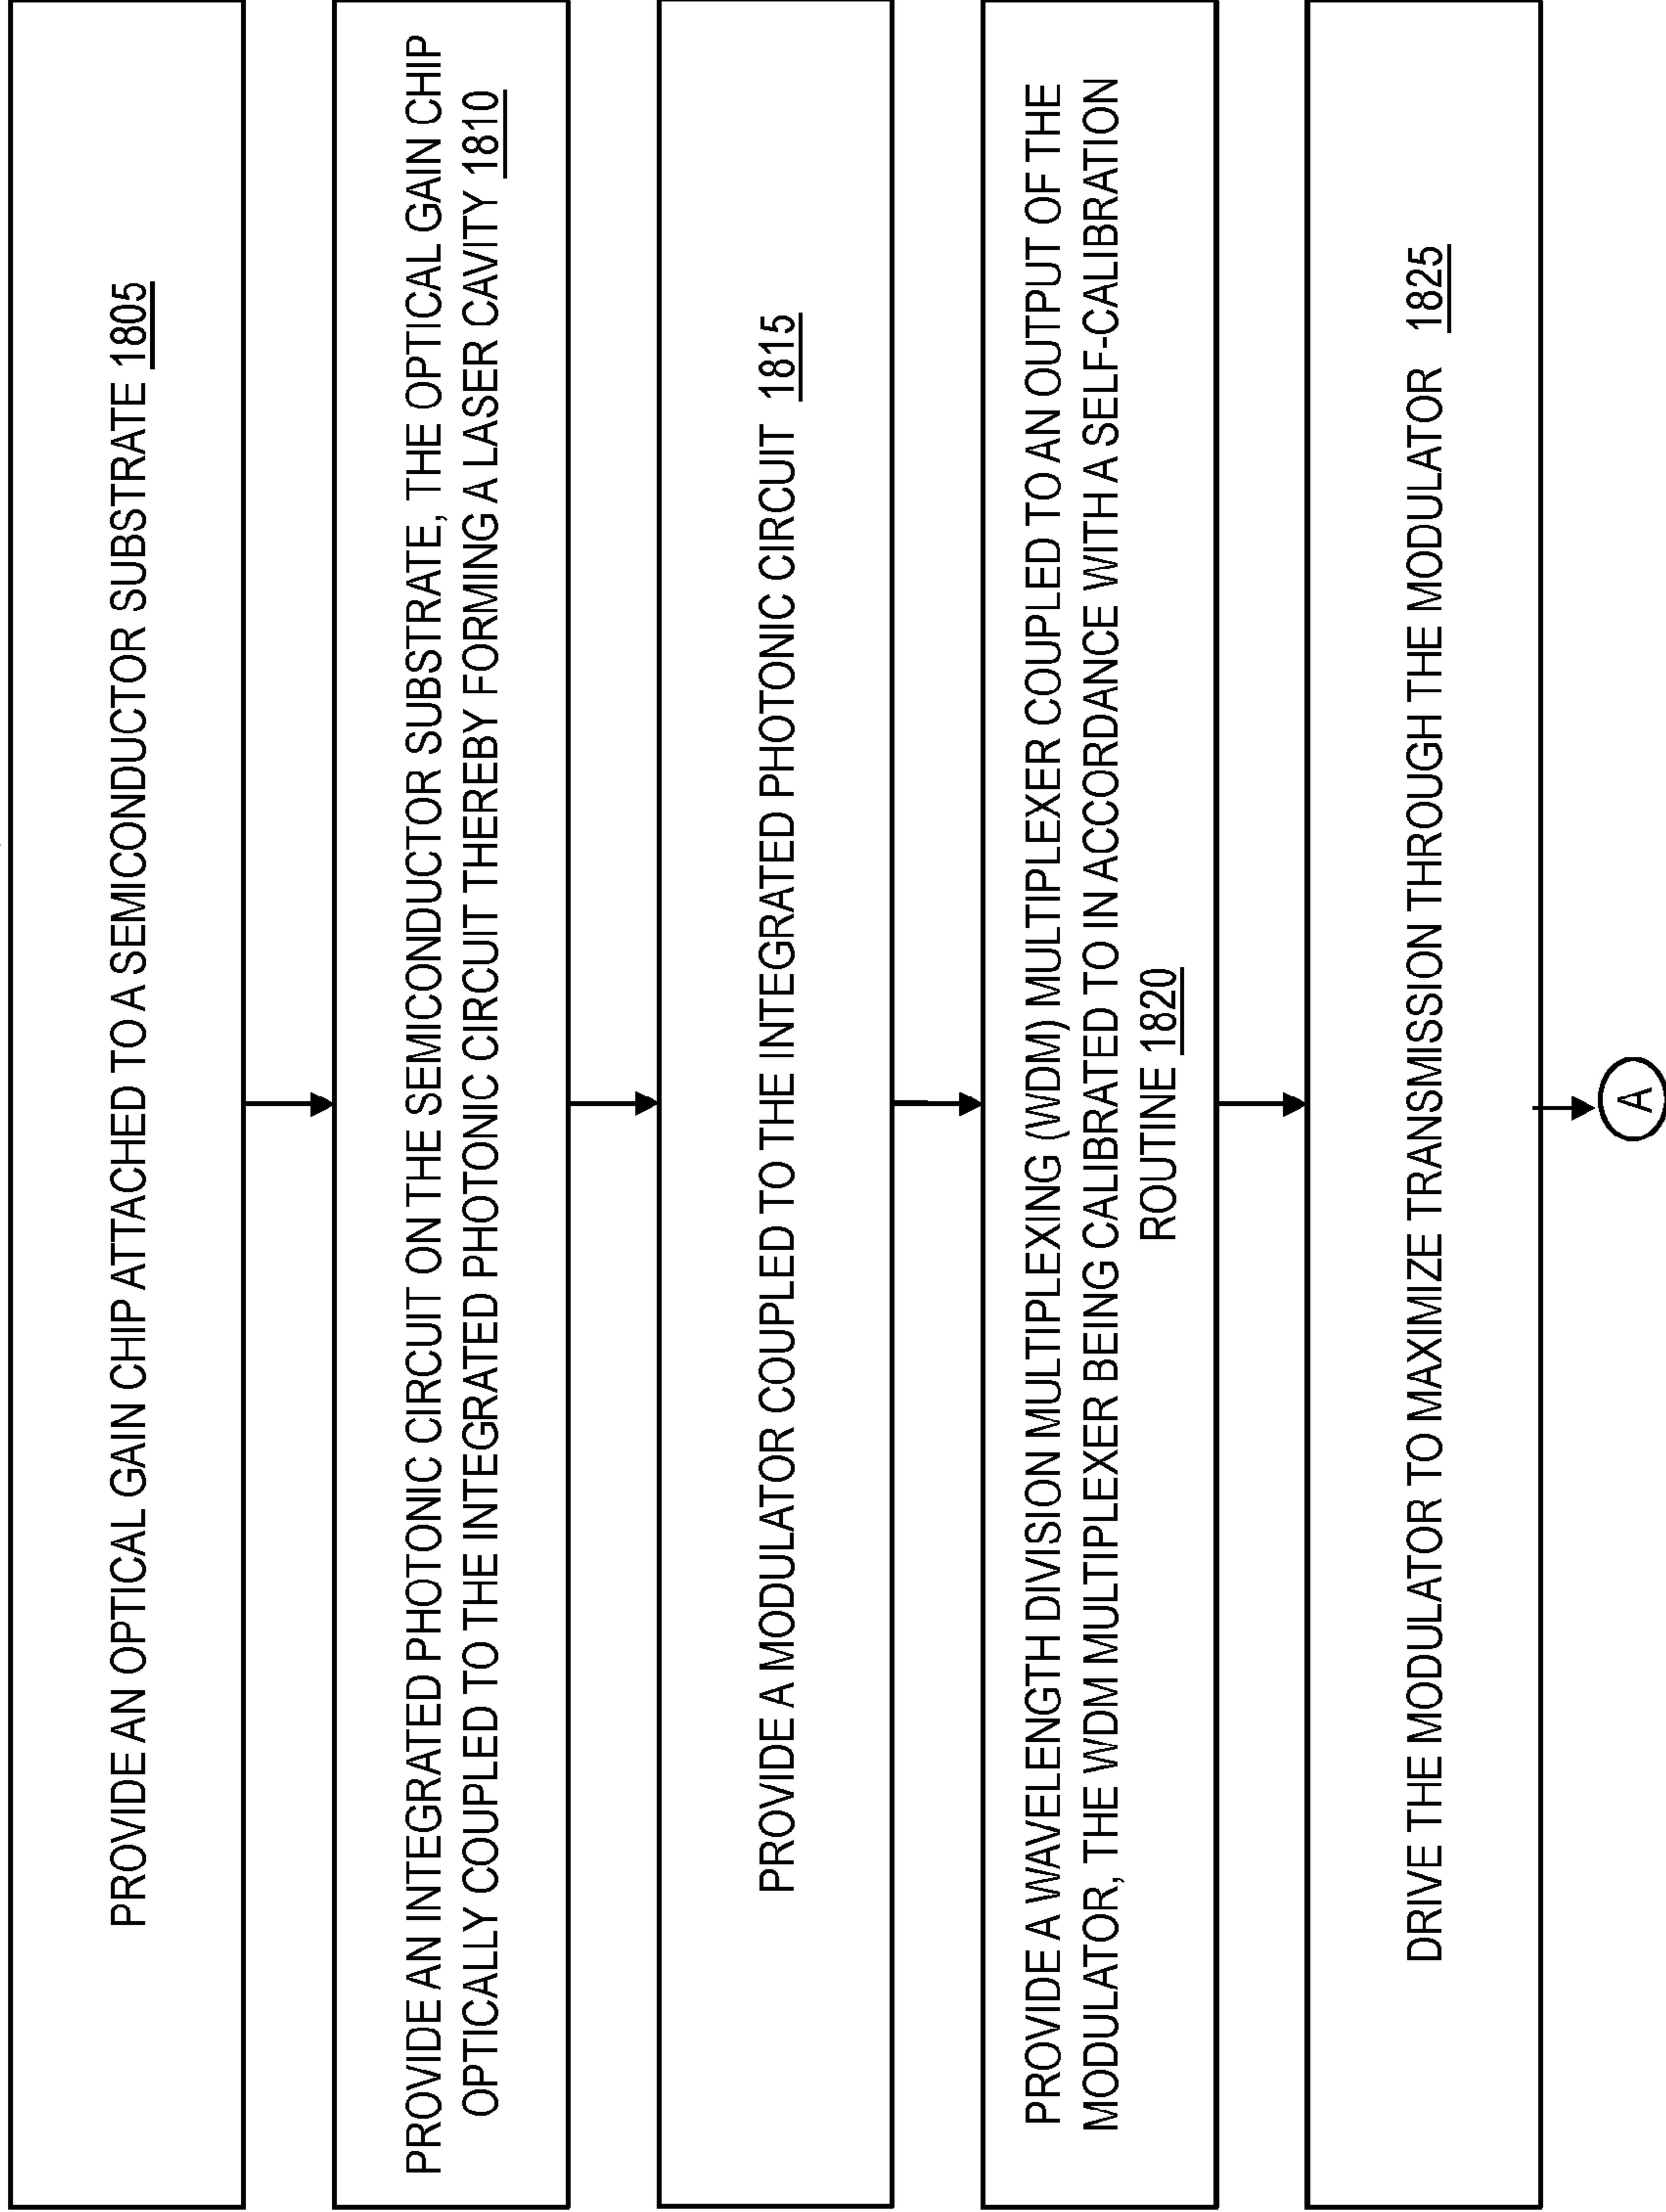 PROVIDE AN OPTICAL GAIN CHIP ATTACHED TO A SEMICONDUCTOR SUBSTRATE 1805
PROVIDE AN INTEGRATED PHOTONIC CIRCUIT ON THE SEMICONDUCTOR SUBSTRATE, THE OPTICAL GAIN CHIP
OPTICALLY COUPLED TO THE INTEGRATED PHOTONIC CIRCUIT THEREBY FORMING A LASER CAVITY 1810
PROVIDE A MODULATOR COUPLED TO THE INTEGRATED PHOTONIC CIRCUIT 1815
PROVIDE A WAVELENGTH DIVISION MULTIPLEXING (WDM) MULTIPLEXER COUPLED TO AN OUTPUT OF THE
MODULATOR, THE WDM MULTIPLEXER BEING CALIBRATED TO IN ACCORDANCE WITH A SELF-CALIBRATION
ROUTINE 1820
DRIVE THE MODULATOR TO MAXIMIZE TRANSMISSION THROUGH THE MODULATOR 1825
A